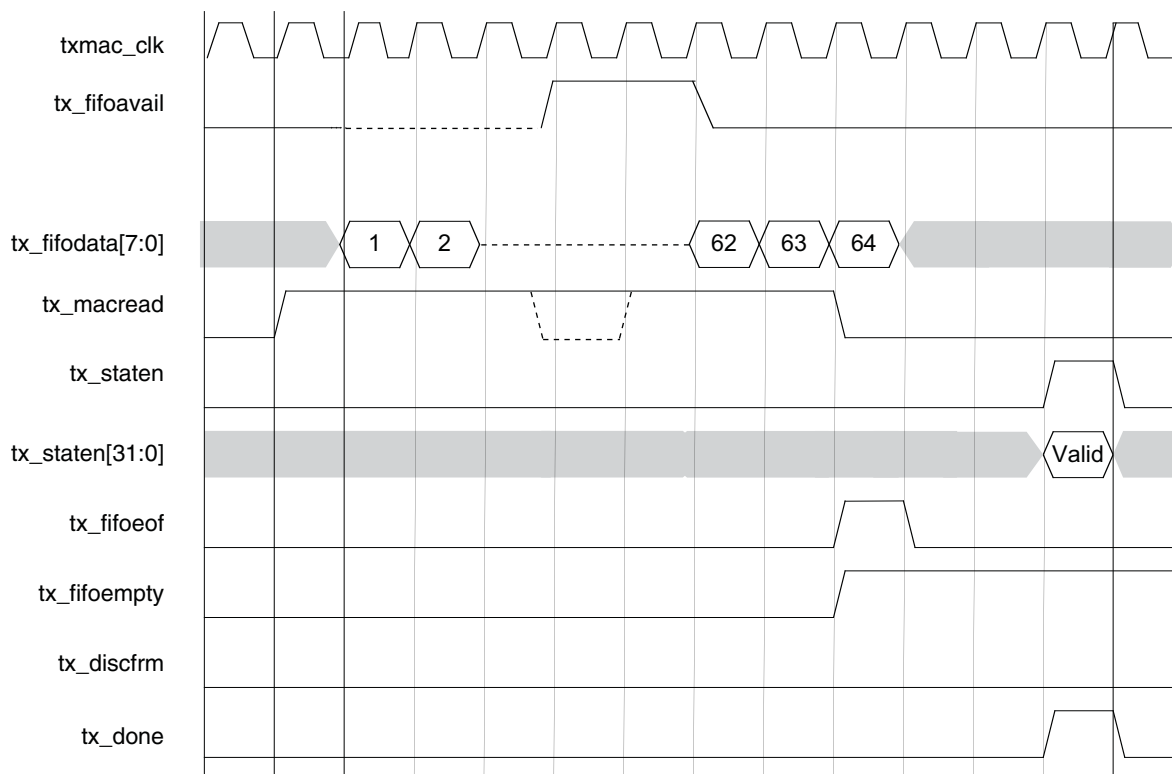 txmac_clk
tx_fifoavail
tx_fifodata[7:0] 1 2 62 63 64
tx_macread
tx_staten
tx_staten[31:0] Valid
tx_fifoeof
tx_fifoempty
tx_discfrm
tx_done